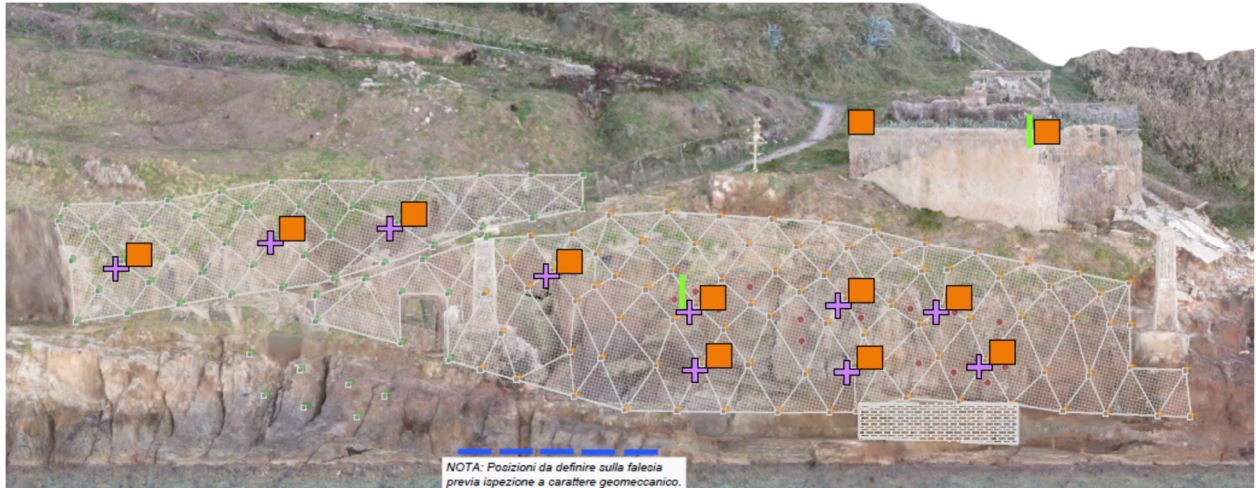 NOTA: Posizioni da definire sulla falesia
previa ispezione a carattere geomeccanico.